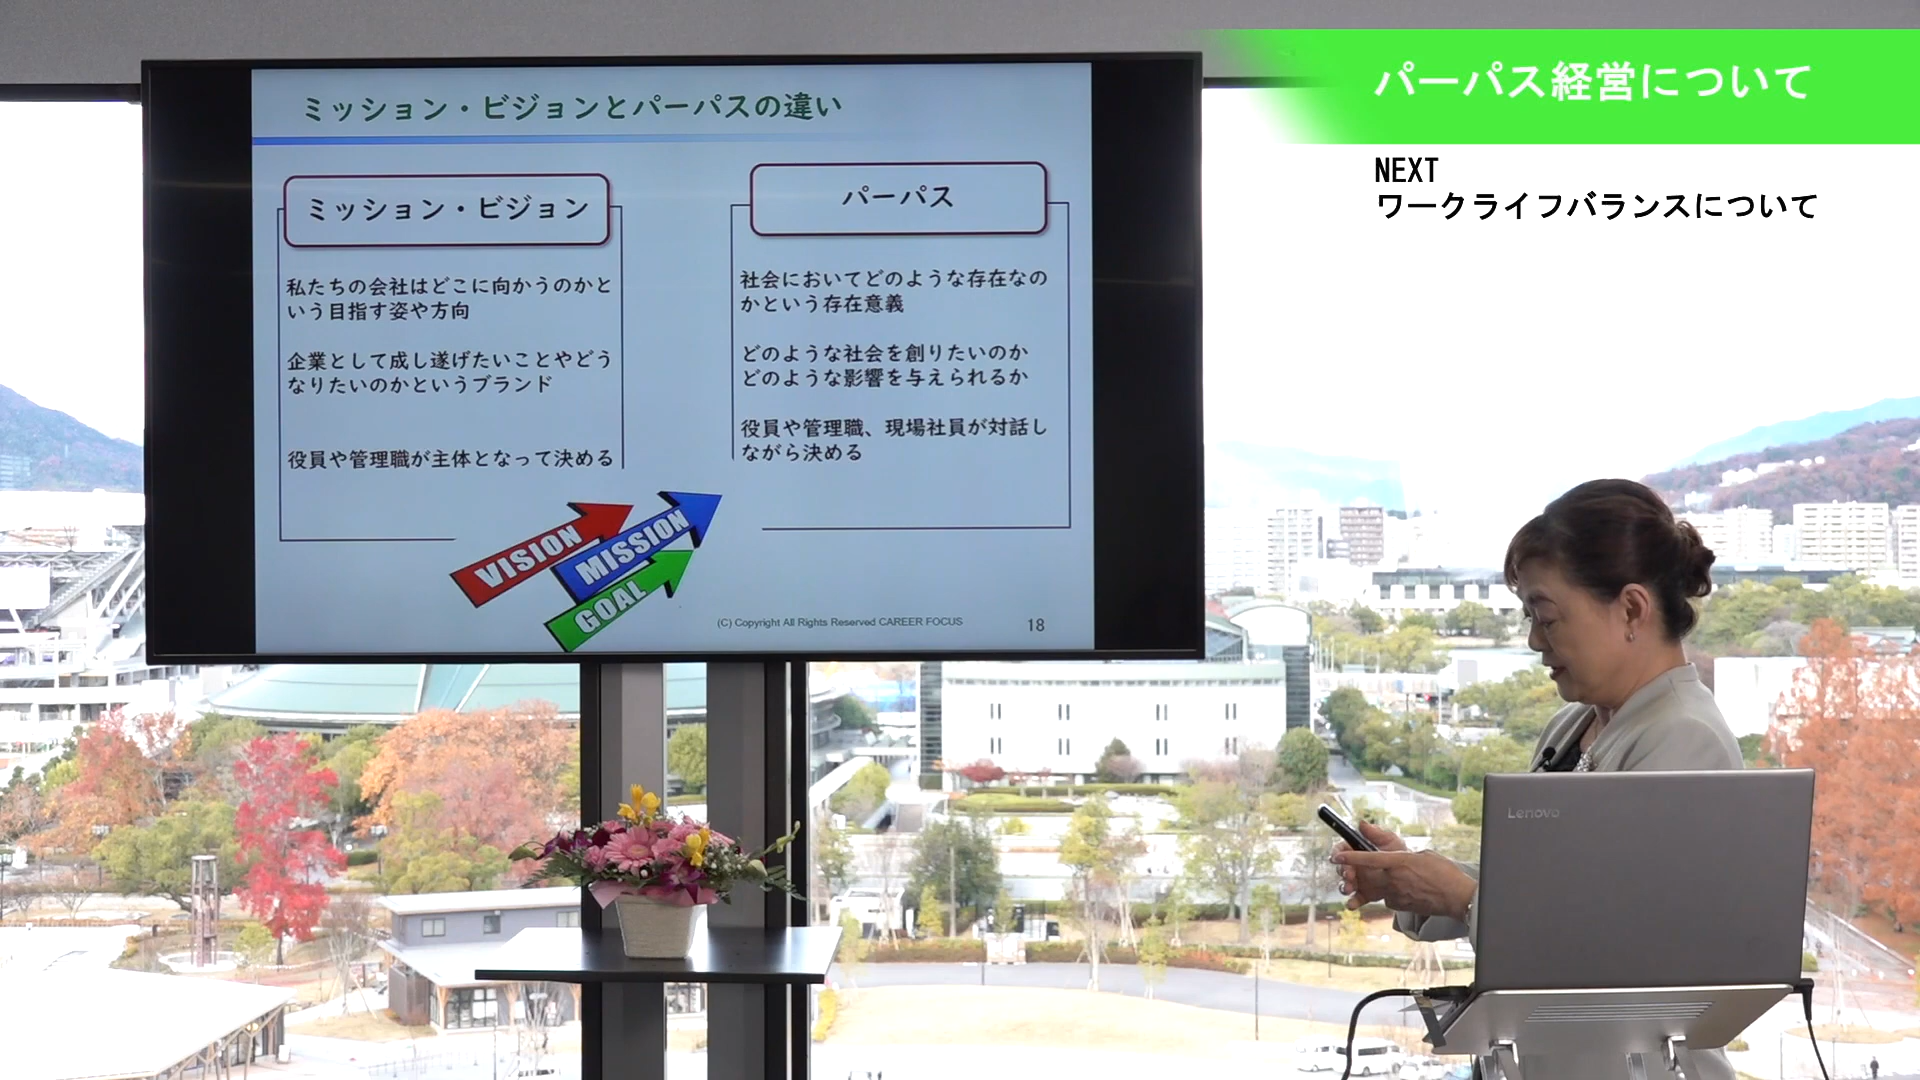 パーパス経営について
NEXT
ワークライフバランスについて
ミッション・ビジョンとパーパスの違い
ミッション・ビジョン
私たちの会社はどこに向かうのかと
いう目指す姿や方向
企業として成し遂げたいことやどう
なりたいのかというブランド
役員や管理職が主体となって決める
パーパス
社会においてどのような存在なの
かという存在意義
どのような社会を創りたいのか
どのような影響を与えられるか
役員や管理職、現場社員が対話し
ながら決める
VISION
MISSION
GOAL
(C) Copyright All Rights Reserved CAREER FOCUS
18
Lenovo